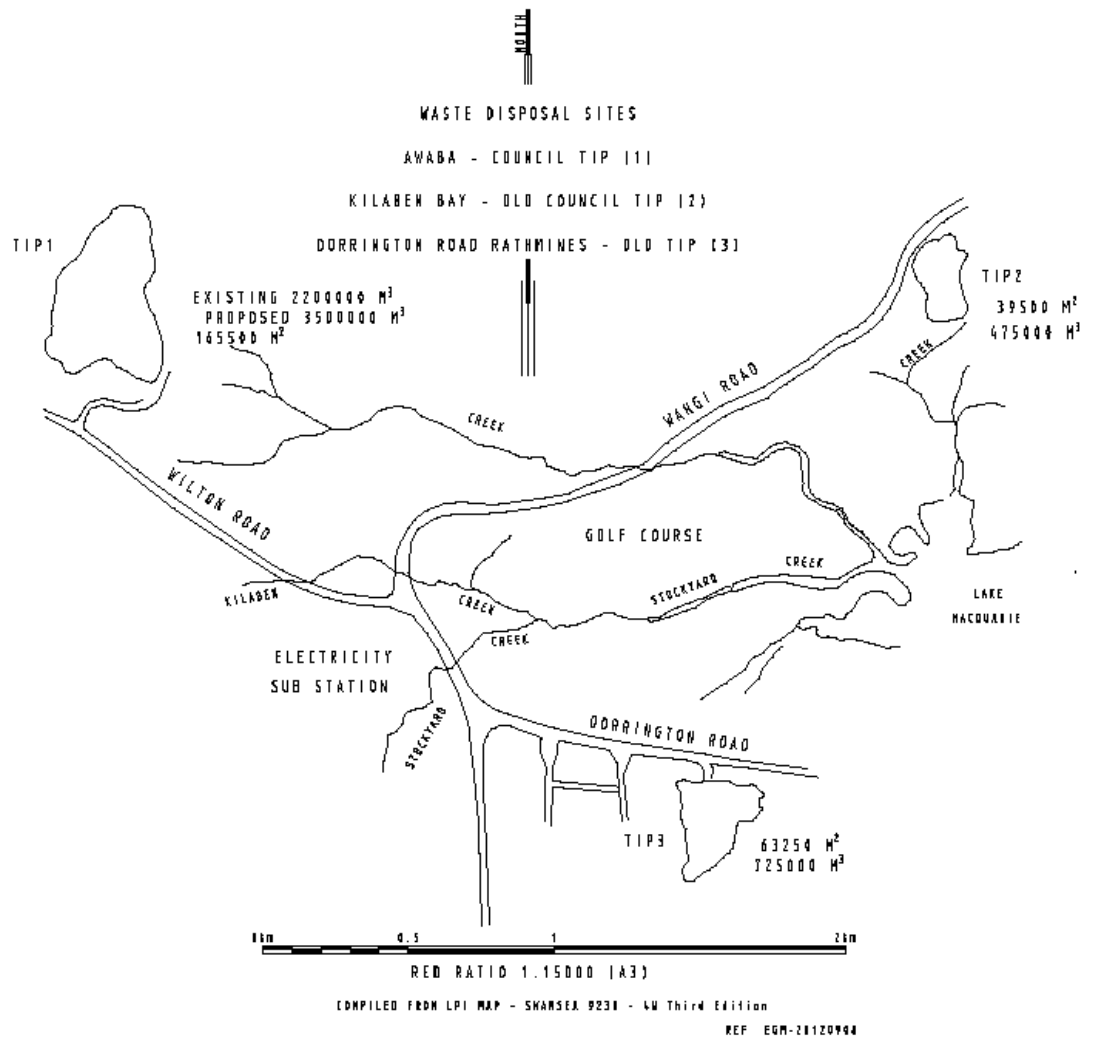 NORTH
WASTE DISPOSAL SITES
AWABA - COUNCIL TIP (1)
KILABEN BAY - OLD COUNCIL TIP (2)
DORRINGTON ROAD RATHMINES - OLD TIP (3)
TIP1
EXISTING 2200000 M³
PROPOSED 3500000 M³
165500 M²
TIP2
39500 M²
475000 M³
CREEK
WANGI ROAD
CREEK
WILTON ROAD
GOLF COURSE
CREEK
STOCKYARD
KILABEN
CREEK
CREEK
LAKE
MACQUARIE
ELECTRICITY
SUB STATION
STOCKYARD
DORRINGTON ROAD
TIP3
63250 M²
725000 M³
0km 0.5 1 2km
RED RATIO 1.15000 (A3)
COMPILED FROM LPI MAP - SWANSEA 9231 - 4N Third Edition
REF EGM-20120904